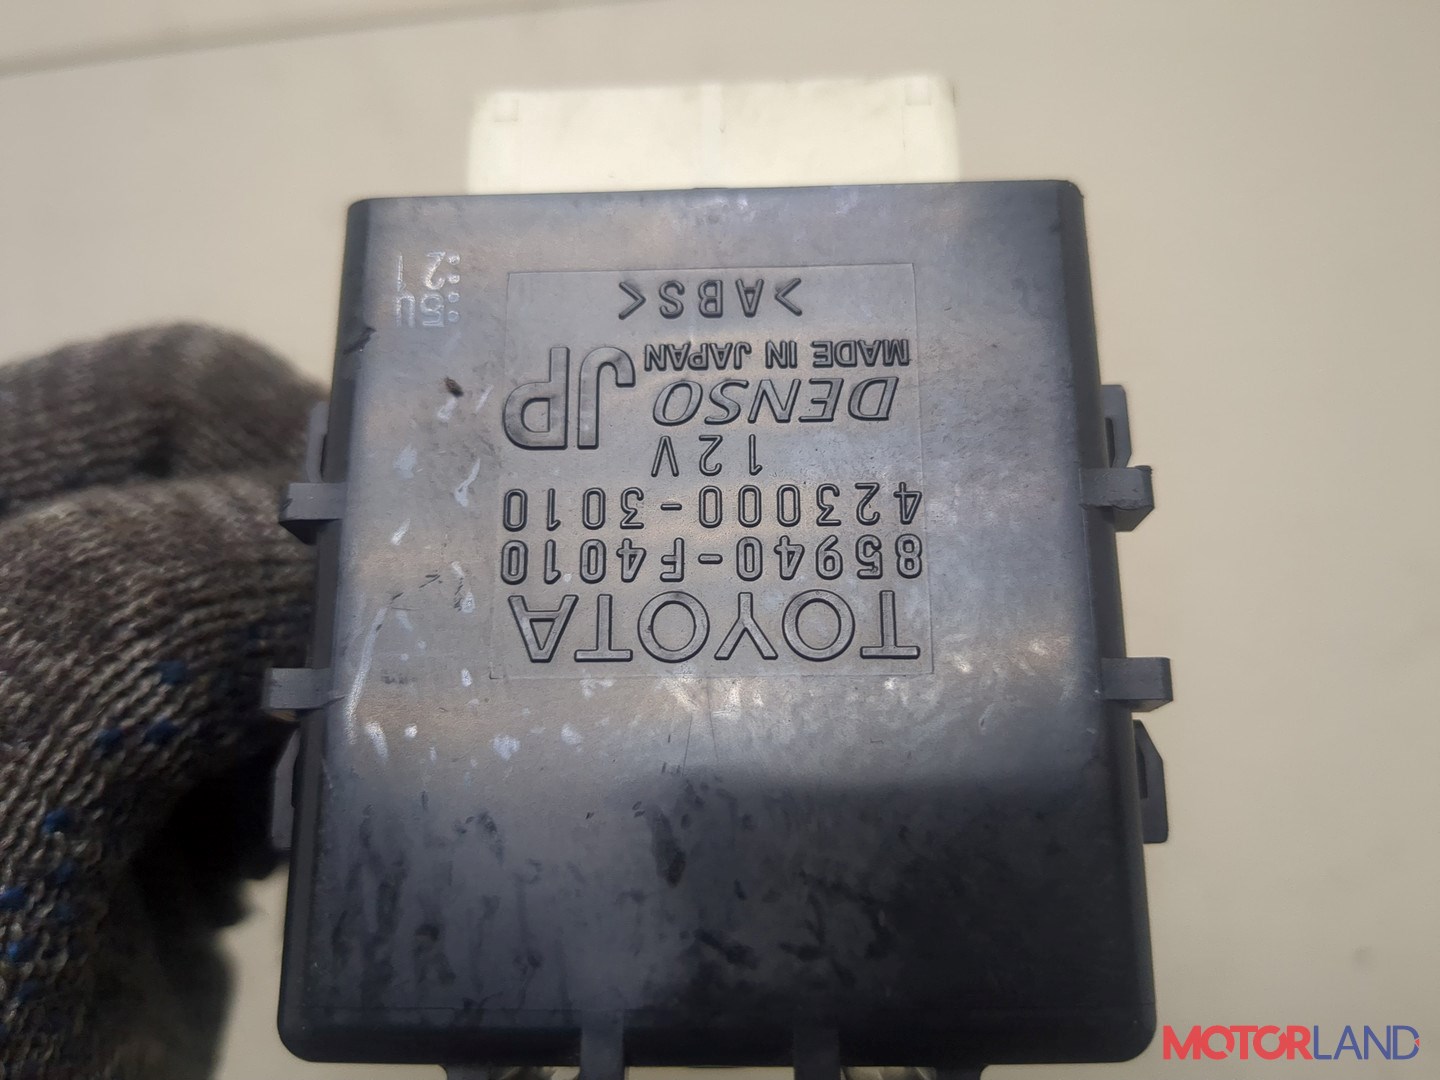 TOYOTA
85940-F4010
423000-3010
12V
DENSO JP
MADE IN JAPAN
>ABS<
MOTORLAND